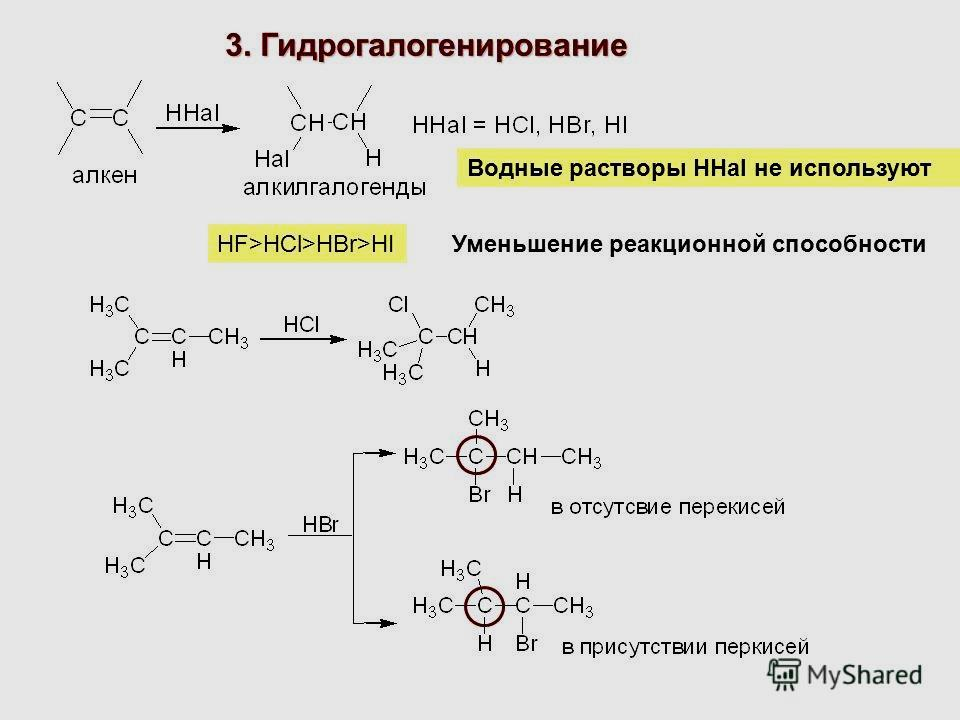 3. Гидрогалогенирование
C=C
HHal
CH-CH
Hal
H
HHal = HCl, HBr, HI
алкен
алкилгалогенды
Водные растворы HHal не используют
HF>HCl>HBr>HI
Уменьшение реакционной способности
H3C
C=C—CH3
H3C
H
HCl
Cl
CH3
C-CH
H3C
H3C
H
CH3
H3C—C—CH—CH3
Br
H
в отсутсвие перекисей
H3C
C=C—CH3
H3C
H
HBr
H3C
H
H3C—C—C—CH3
H
Br
в присутствии перкисей
MyShared